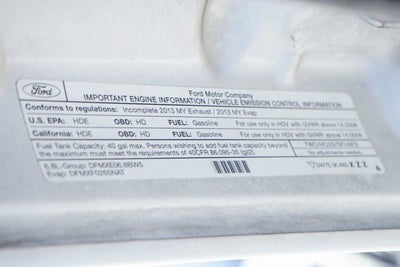 Ford
Ford Motor Company
IMPORTANT ENGINE INFORMATION / VEHICLE EMISSION CONTROL INFORMATION
Conforms to regulations: Incomplete 2013 MY Exhaust / 2013 MY Evap
U.S. EPA: HDE OBD: HD FUEL: Gasoline For use only in HDV with GVWR above 14,000#
California: HDE OBD: HD FUEL: Gasoline For use only in HDV with GVWR above 14,000#
Fuel Tank Capacity: 40 gal max. Persons wishing to add fuel tank capacity beyond
the maximum must meet the requirements of 40CFR 86.095-35 (g)(2).
TWC/HO2S/SFI/AFS
No adjustments needed.
6.8L-Group: DFMXE06.8BW5
Evap: DFMXF0265NAT
XZZ